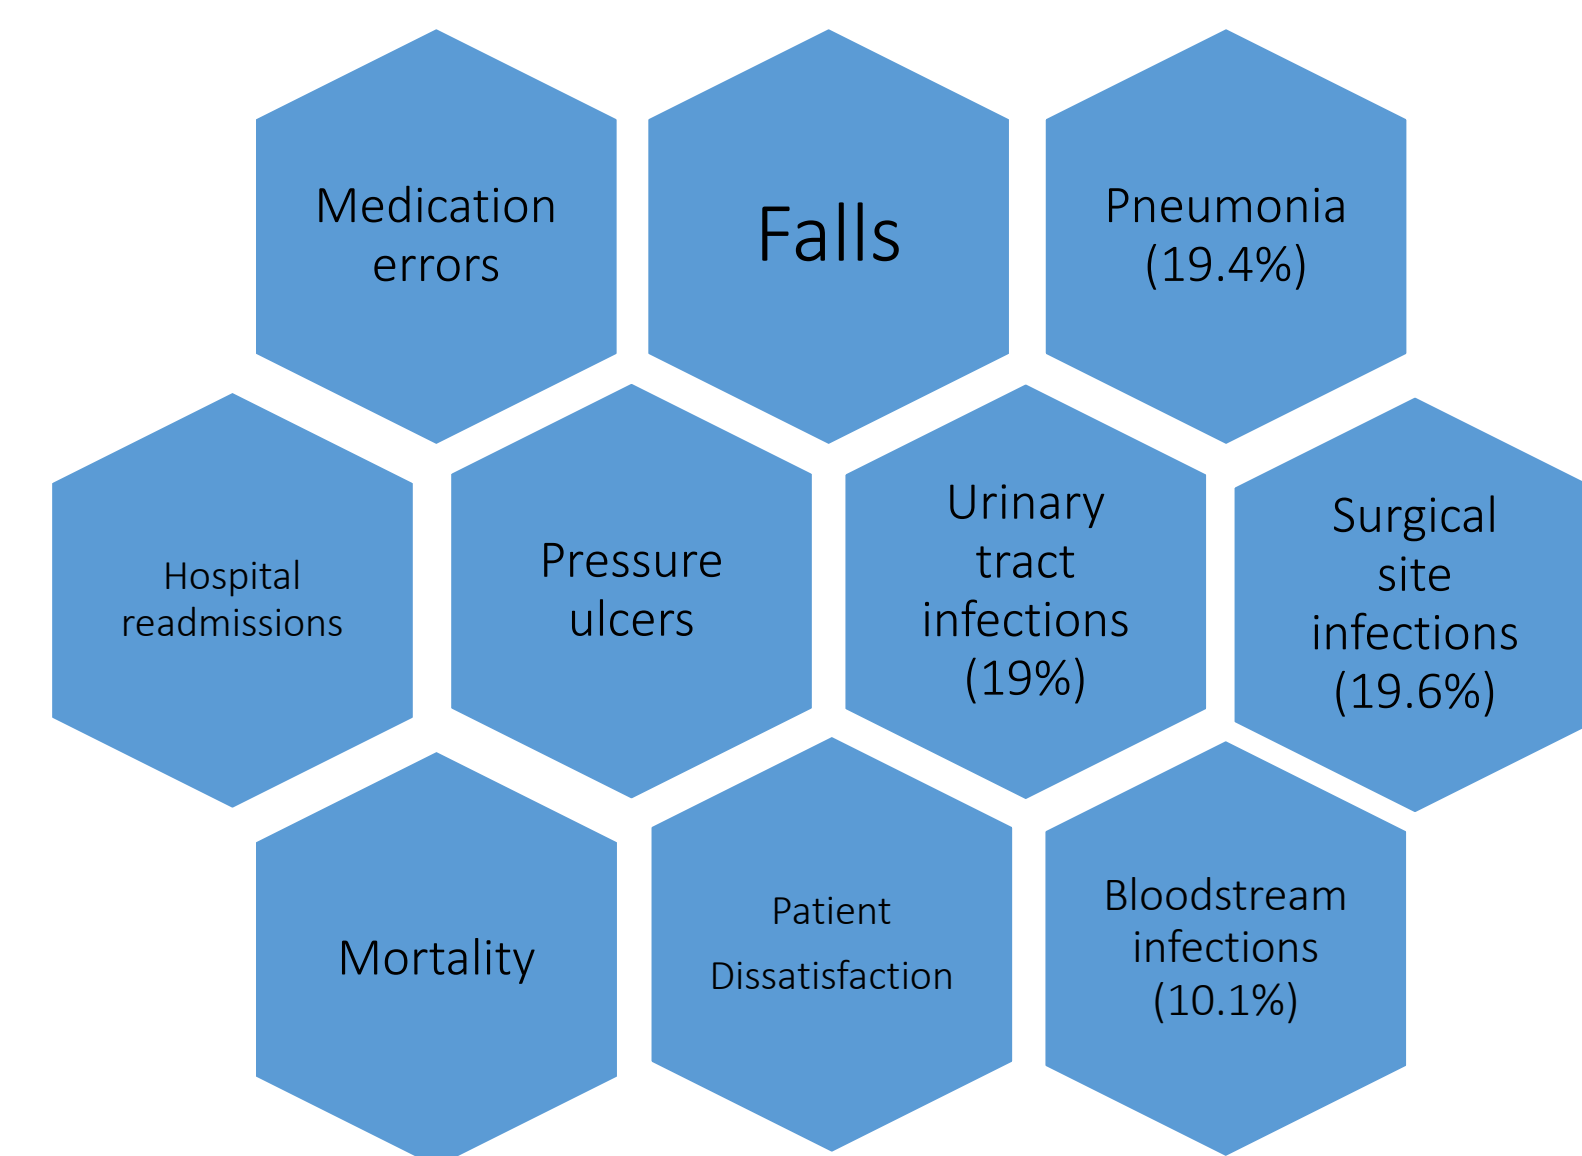 Medication
errors
Falls
Pneumonia
(19.4%)
Hospital
readmissions
Pressure
ulcers
Urinary
tract
infections
(19%)
Surgical
site
infections
(19.6%)
Mortality
Patient
Dissatisfaction
Bloodstream
infections
(10.1%)